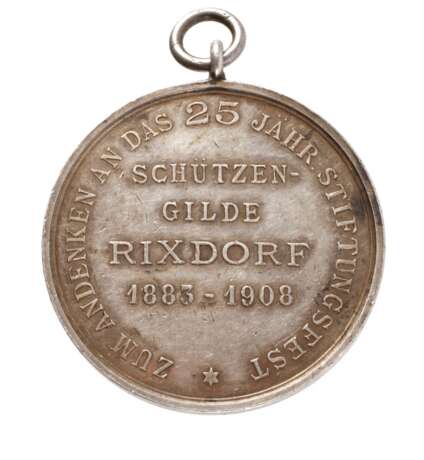 ZUM ANDENKEN AN DAS 25 JÄHR. STIFTUNGSFEST
SCHÜTZEN-
GILDE
RIXDORF
1883-1908